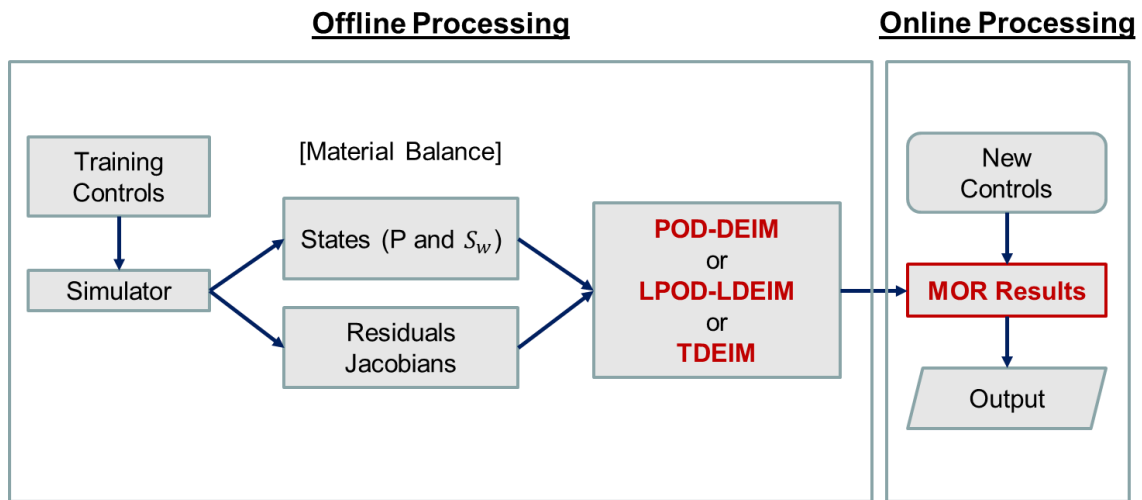 Offline Processing
Online Processing
Training
Controls
Simulator
[Material Balance]
States (P and S_w)
Residuals
Jacobians
POD-DEIM
or
LPOD-LDEIM
or
TDEIM
New
Controls
MOR Results
Output